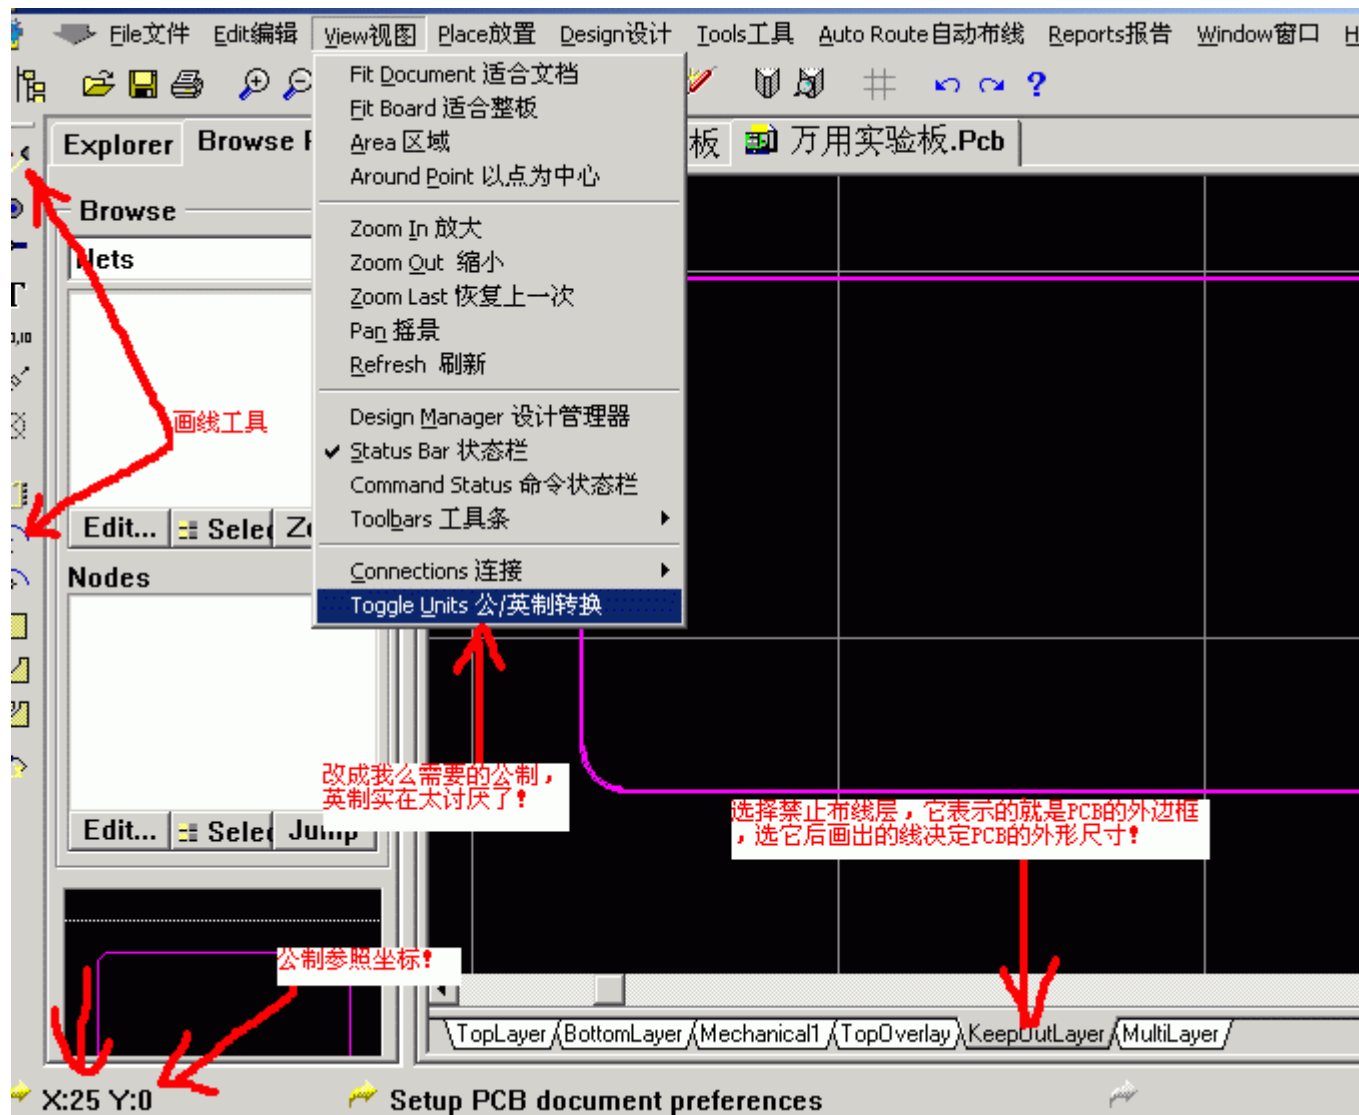 File文件 Edit编辑 View视图 Place放置 Design设计 Tools工具 Auto Route自动布线 Reports报告 Window窗口 H
Fit Document 适合文档
Fit Board 适合整板
Area 区域
Around Point 以点为中心
Zoom In 放大
Zoom Out 缩小
Zoom Last 恢复上一次
Pan 摇景
Refresh 刷新
Design Manager 设计管理器
Status Bar 状态栏
Command Status 命令状态栏
Toolbars 工具条
Connections 连接
Toggle Units 公/英制转换
Explorer Browse P
板 万用实验板.Pcb
Browse
Nets
画线工具
Edit... Selec Zo
Nodes
Edit... Selec Jump
改成我么需要的公制，
英制实在太讨厌了！
选择禁止布线层，它表示的就是PCB的外边框
，选它后画出的线决定PCB的外形尺寸！
公制参照坐标！
TopLayer BottomLayer Mechanical1 TopOverlay KeepOutLayer MultiLayer
X:25 Y:0 Setup PCB document preferences